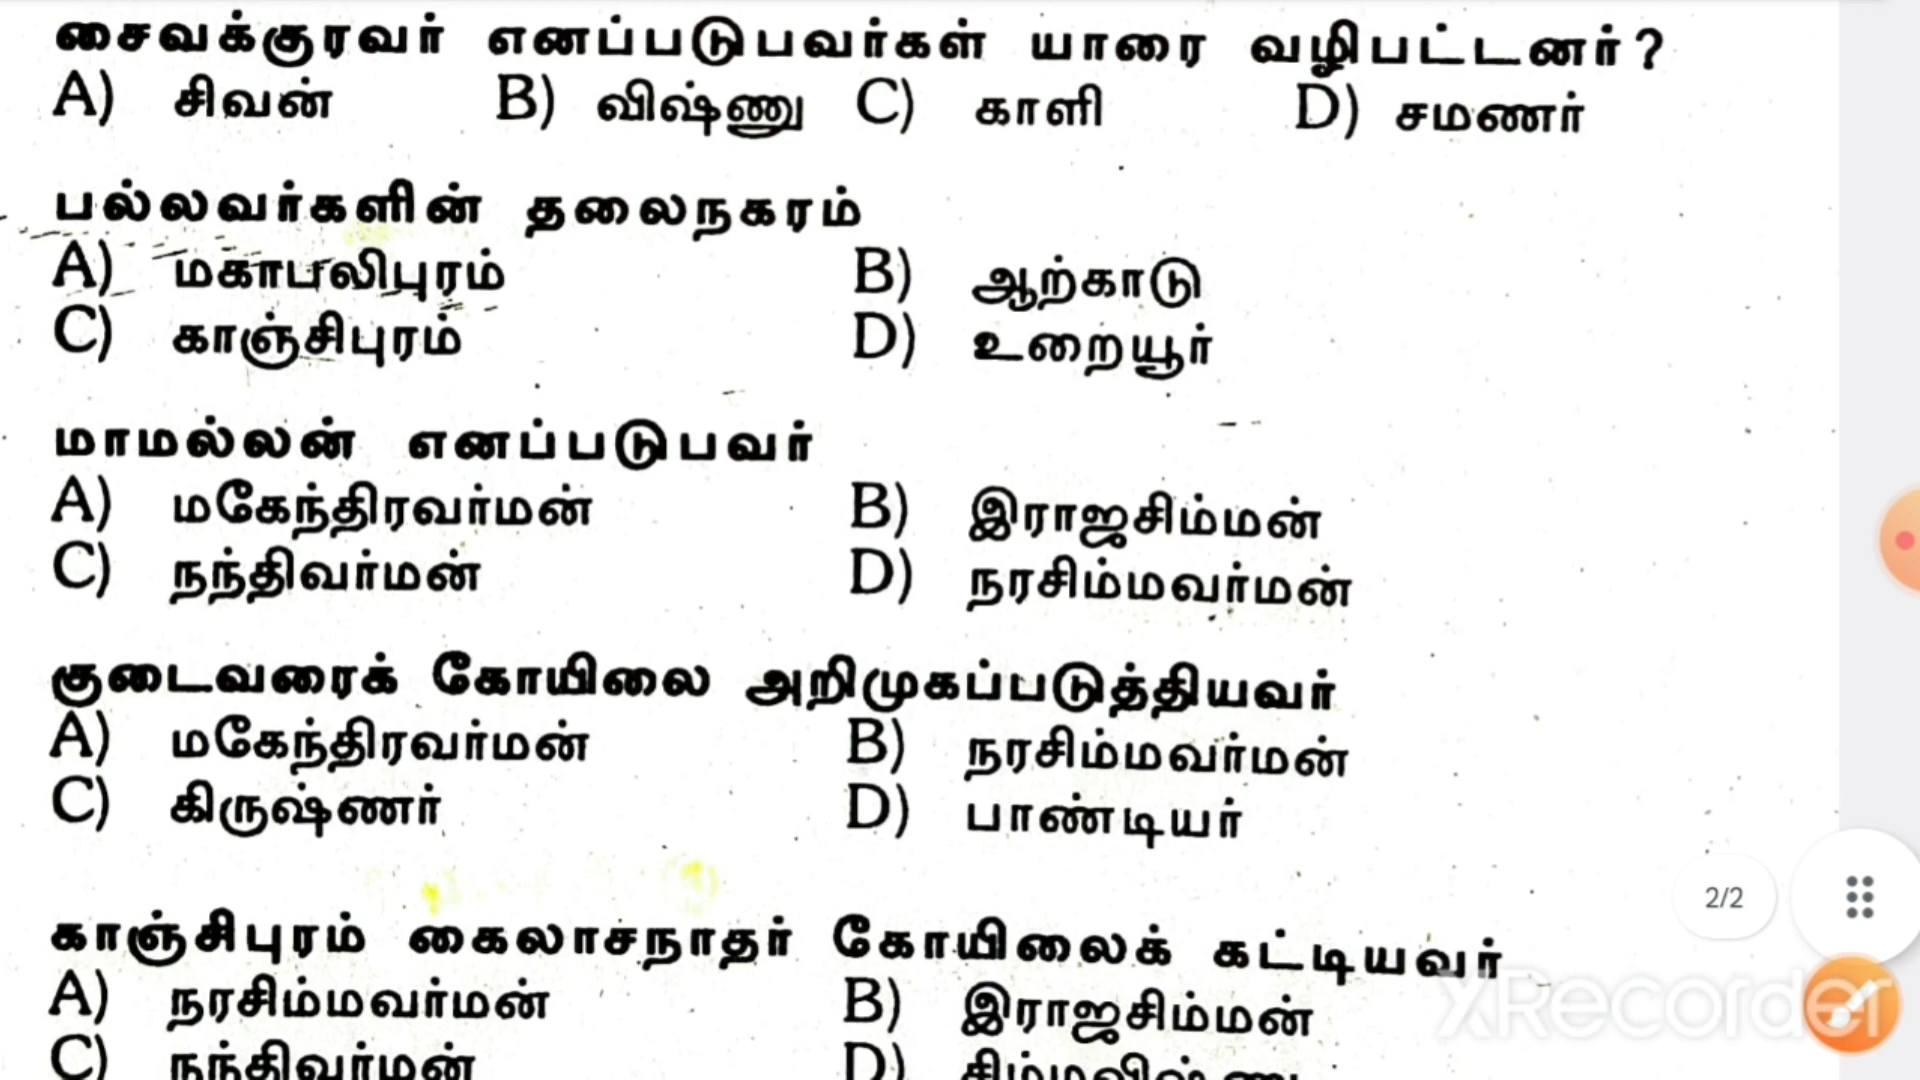 சைவக்குரவர் எனப்படுபவர்கள் யாரை வழிபட்டனர்?
A) சிவன் B) விஷ்ணு C) காளி D) சமணர்
பல்லவர்களின் தலைநகரம்
A) மகாபலிபுரம் B) ஆற்காடு
C) காஞ்சிபுரம் D) உறையூர்
மாமல்லன் எனப்படுபவர்
A) மகேந்திரவர்மன் B) இராஜசிம்மன்
C) நந்திவர்மன் D) நரசிம்மவர்மன்
குடைவரைக் கோயிலை அறிமுகப்படுத்தியவர்
A) மகேந்திரவர்மன் B) நரசிம்மவர்மன்
C) கிருஷ்ணர் D) பாண்டியர்
2/2
காஞ்சிபுரம் கைலாசநாதர் கோயிலைக் கட்டியவர்
A) நரசிம்மவர்மன் B) இராஜசிம்மன்
XRecorder
C) நந்திவர்மன் D) சிம்மவிஷ்ணு